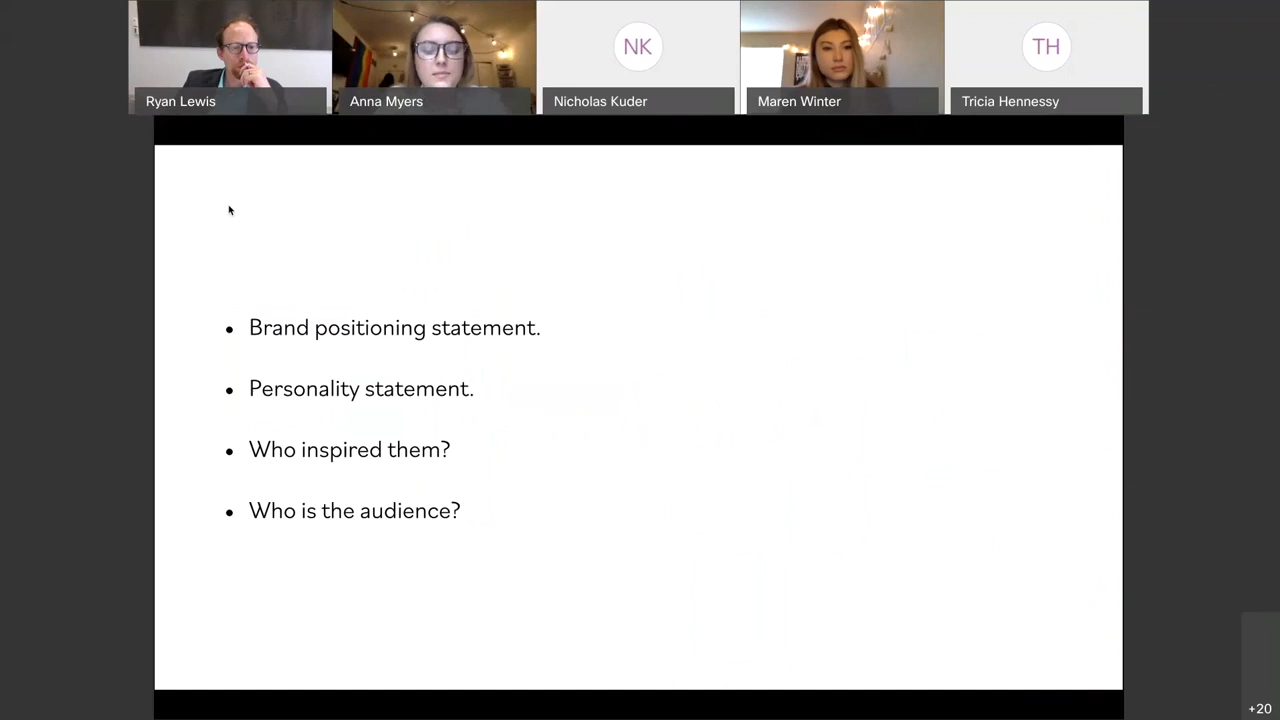 Ryan Lewis
Anna Myers
NK
Nicholas Kuder
Maren Winter
TH
Tricia Hennessy
• Brand positioning statement.
• Personality statement.
• Who inspired them?
• Who is the audience?
+20